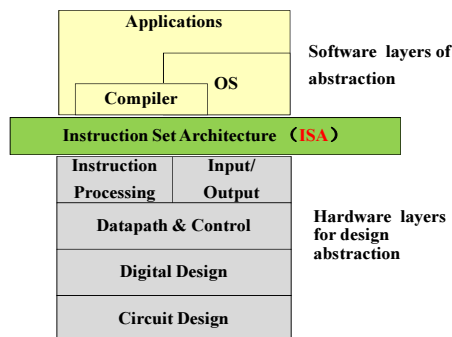 Applications
OS
Compiler
Software layers of
abstraction
Instruction Set Architecture （ISA）
Instruction
Processing
Input/
Output
Datapath & Control
Digital Design
Circuit Design
Hardware layers
for design
abstraction